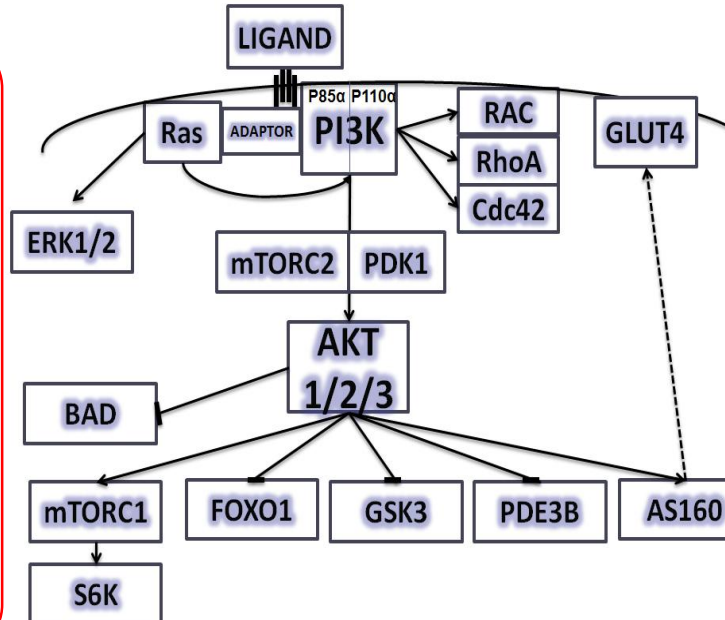 LIGAND
P85α P110α
Ras
ADAPTOR
PI3K
RAC
RhoA
Cdc42
GLUT4
ERK1/2
mTORC2
PDK1
AKT
1/2/3
BAD
mTORC1
FOXO1
GSK3
PDE3B
AS160
S6K